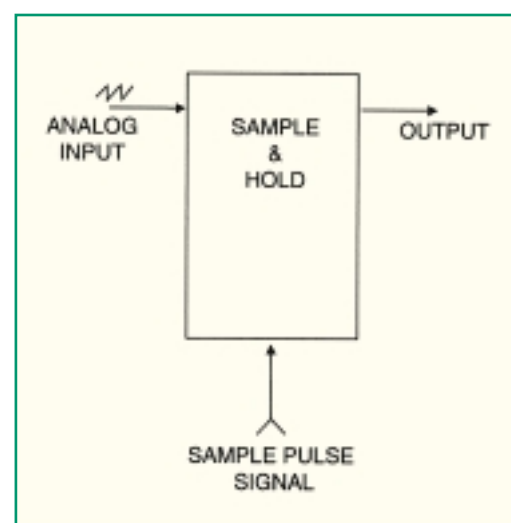 ANALOG
INPUT
SAMPLE
&
HOLD
OUTPUT
SAMPLE PULSE
SIGNAL